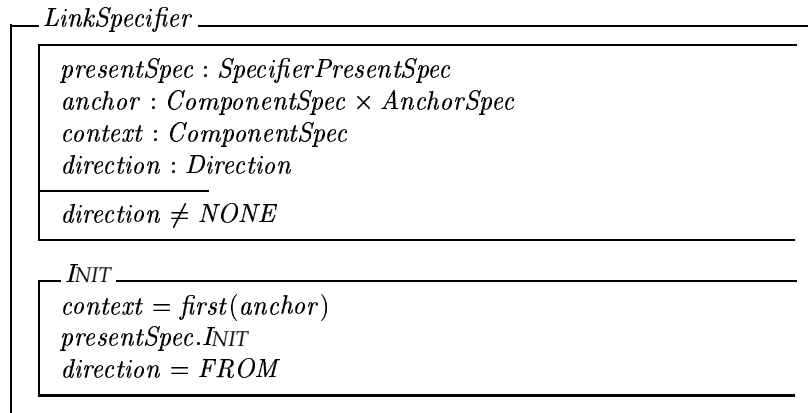 LinkSpecifier
presentSpec : SpecifierPresentSpec
anchor : ComponentSpec × AnchorSpec
context : ComponentSpec
direction : Direction
direction ≠ NONE
INIT
context = first(anchor)
presentSpec.INIT
direction = FROM